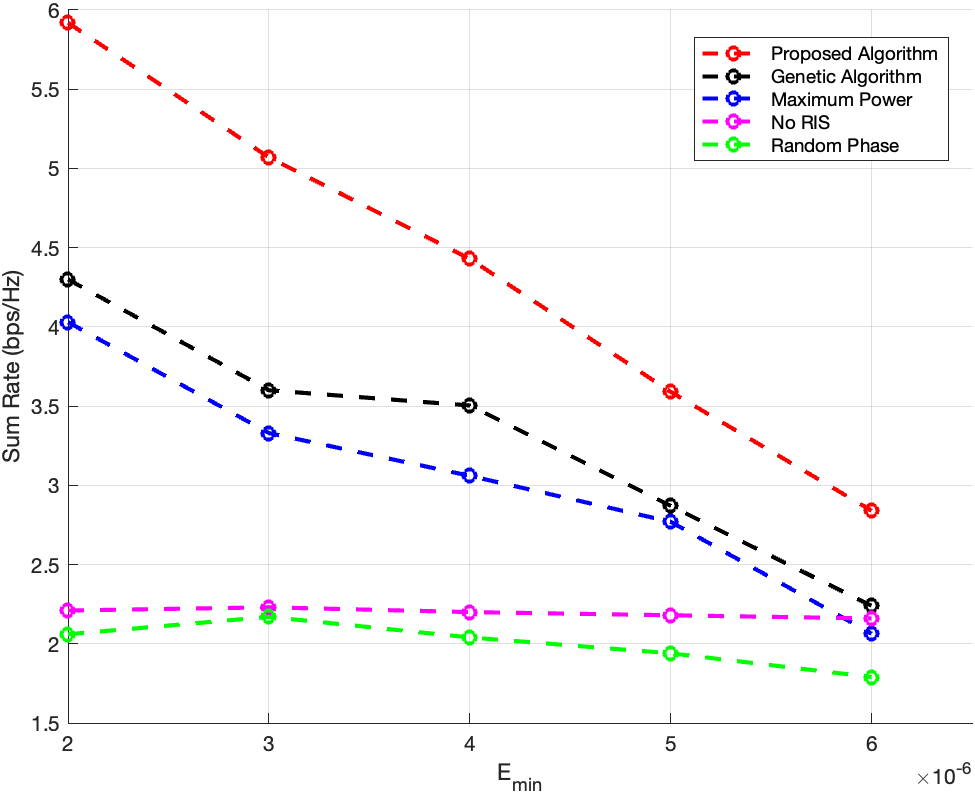 6
5.5
5
4.5
4
3.5
3
2.5
2
1.5
Sum Rate (bps/Hz)
Proposed Algorithm
Genetic Algorithm
Maximum Power
No RIS
Random Phase
2 3 4 5 6
E_min
×10^-6